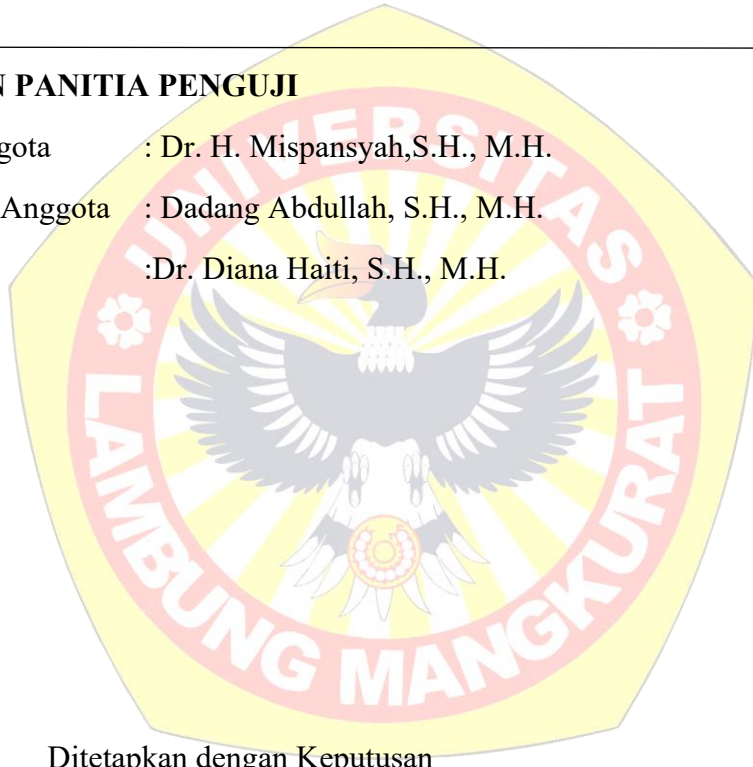 N PANITIA PENGUJI
gota : Dr. H. Mispansyah,S.H., M.H.
Anggota : Dadang Abdullah, S.H., M.H.
:Dr. Diana Haiti, S.H., M.H.
UNIVERSITAS
LAMBUNG MANGKURAT
Ditetapkan dengan Keputusan